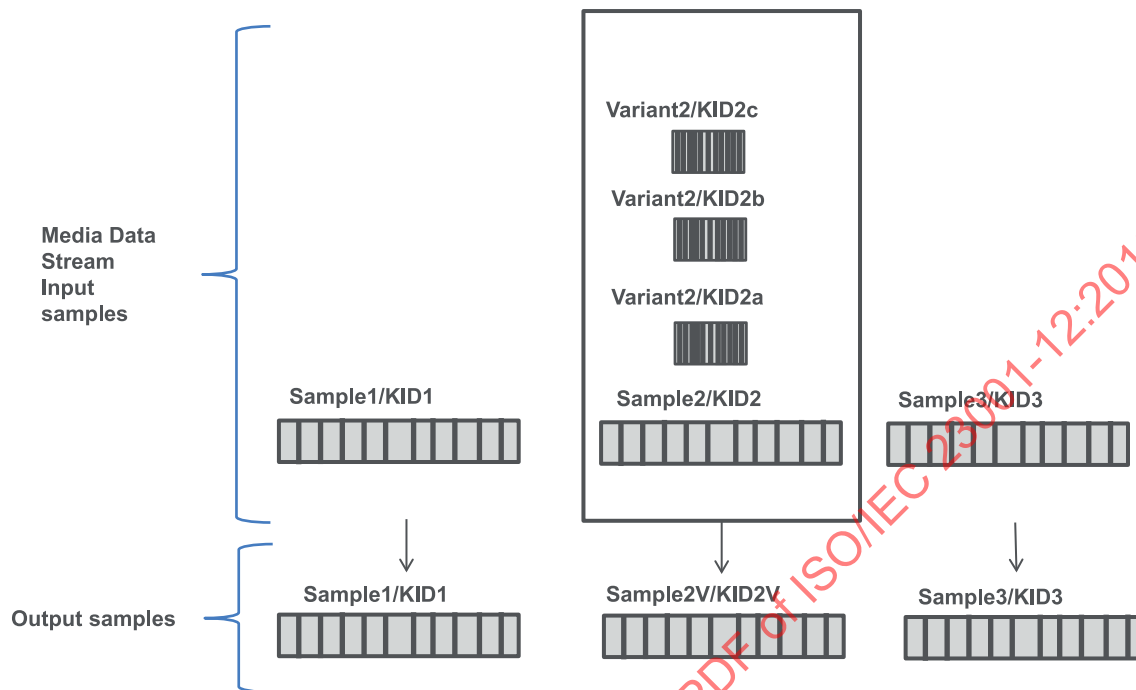 Variant2/KID2c
Variant2/KID2b
Media Data
Stream
Input
samples
Variant2/KID2a
Sample1/KID1
Sample2/KID2
Sample3/KID3
Output samples
Sample1/KID1
Sample2V/KID2V
Sample3/KID3
PDF of ISO/IEC 23001-12:201